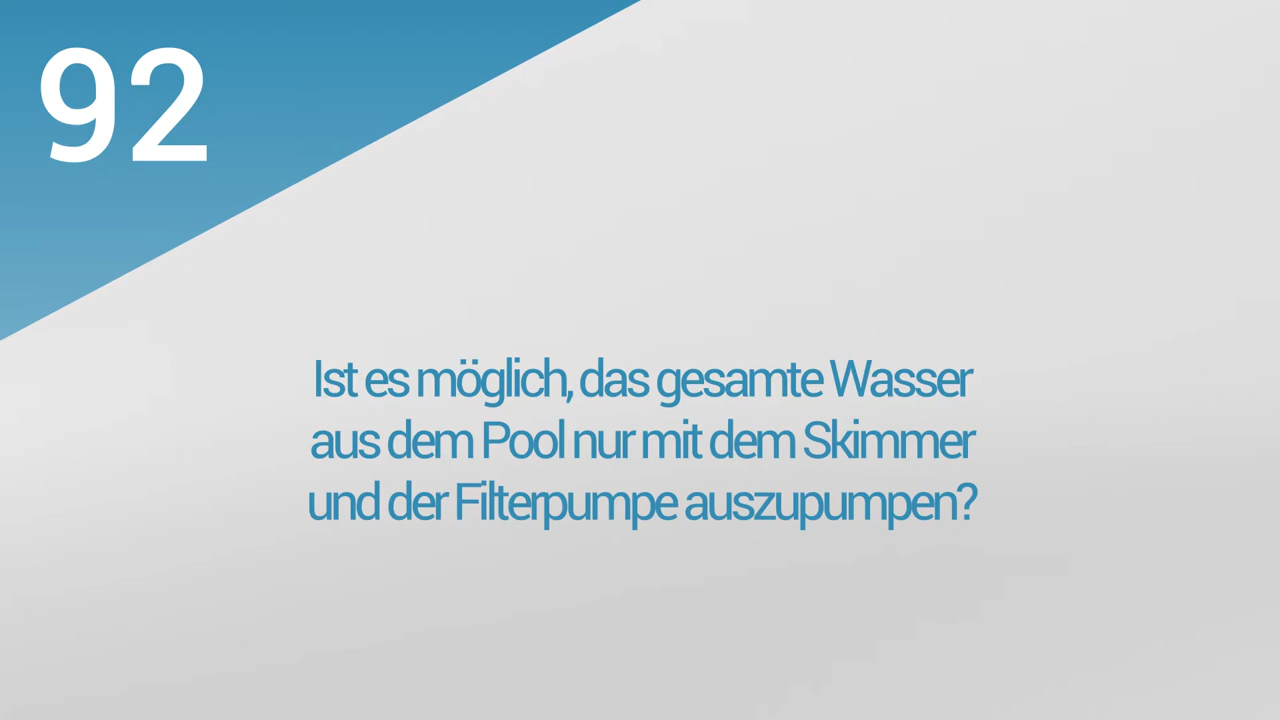 92
Ist es möglich, das gesamte Wasser
aus dem Pool nur mit dem Skimmer
und der Filterpumpe auszupumpen?